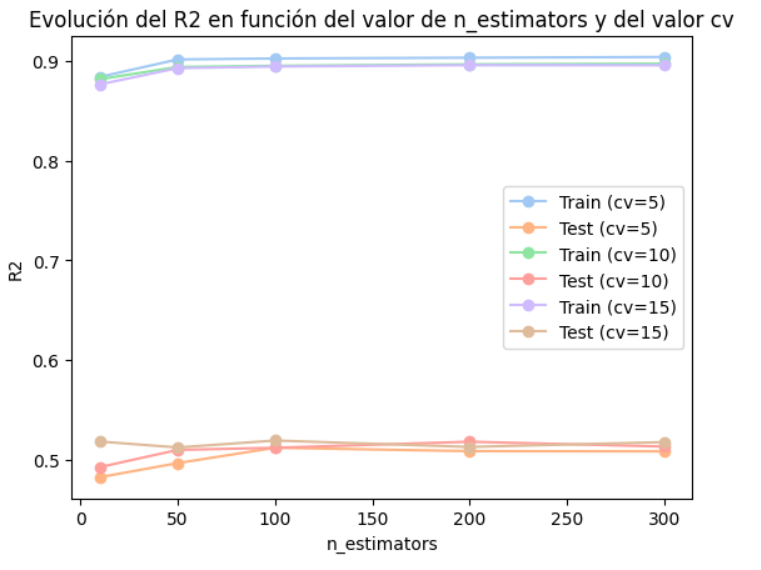 Evolución del R2 en función del valor de n_estimators y del valor cv
0.9
0.8
0.7
0.6
0.5
R2
Train (cv=5)
Test (cv=5)
Train (cv=10)
Test (cv=10)
Train (cv=15)
Test (cv=15)
0 50 100 150 200 250 300
n_estimators